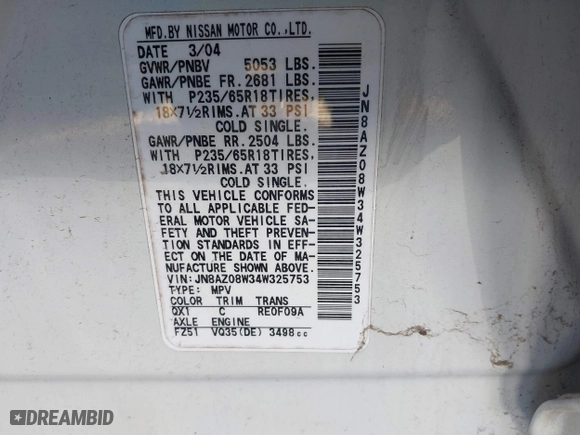 MFD.BY NISSAN MOTOR CO.,LTD.
DATE 3/04
GVWR/PNBV 5053 LBS.
GAWR/PNBE FR. 2681 LBS.
WITH P235/65R18TIRES,
18X7½RIMS.AT 33 PSI
COLD SINGLE.
GAWR/PNBE RR. 2504 LBS.
WITH P235/65R18TIRES,
18X7½RIMS.AT 33 PSI
COLD SINGLE.
THIS VEHICLE CONFORMS
TO ALL APPLICABLE FED-
ERAL MOTOR VEHICLE SA-
FETY AND THEFT PREVEN-
TION STANDARDS IN EFF-
ECT ON THE DATE OF MA-
NUFACTURE SHOWN ABOVE.
VIN: JN8AZ08W34W325753
TYPE: MPV
COLOR TRIM TRANS
QX1 C RE0F09A
AXLE ENGINE
FZ51 VQ35(DE) 3498cc
JN8AZ08W34W325753
DREAMBID